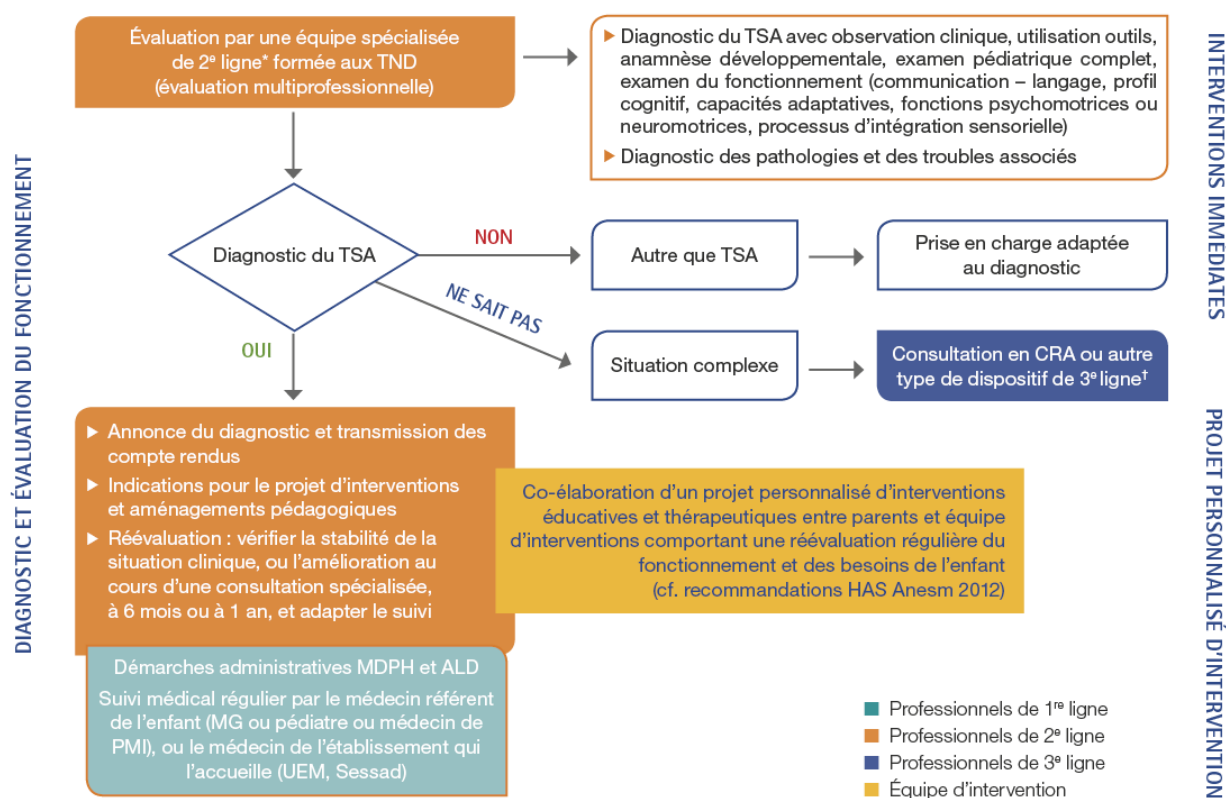 DIAGNOSTIC ET ÉVALUATION DU FONCTIONNEMENT
Évaluation par une équipe spécialisée
de 2e ligne* formée aux TND
(évaluation multiprofessionnelle)
▶ Diagnostic du TSA avec observation clinique, utilisation outils,
anamnèse développementale, examen pédiatrique complet,
examen du fonctionnement (communication – langage, profil
cognitif, capacités adaptatives, fonctions psychomotrices ou
neuromotrices, processus d’intégration sensorielle)
▶ Diagnostic des pathologies et des troubles associés
INTERVENTIONS IMMÉDIATES
Diagnostic du TSA
NON
Autre que TSA
Prise en charge adaptée
au diagnostic
NE SAIT PAS
Situation complexe
Consultation en CRA ou autre
type de dispositif de 3e ligne†
OUI
▶ Annonce du diagnostic et transmission des
compte rendus
▶ Indications pour le projet d’interventions
et aménagements pédagogiques
▶ Réévaluation : vérifier la stabilité de la
situation clinique, ou l’amélioration au
cours d’une consultation spécialisée,
à 6 mois ou à 1 an, et adapter le suivi
Co-élaboration d’un projet personnalisé d’interventions
éducatives et thérapeutiques entre parents et équipe
d’interventions comportant une réévaluation régulière du
fonctionnement et des besoins de l’enfant
(cf. recommandations HAS Anesm 2012)
PROJET PERSONNALISÉ D’INTERVENTION
Démarches administratives MDPH et ALD
Suivi médical régulier par le médecin référent
de l’enfant (MG ou pédiatre ou médecin de
PMI), ou le médecin de l’établissement qui
l’accueille (UEM, Sessad)
Professionnels de 1re ligne
Professionnels de 2e ligne
Professionnels de 3e ligne
Équipe d’intervention